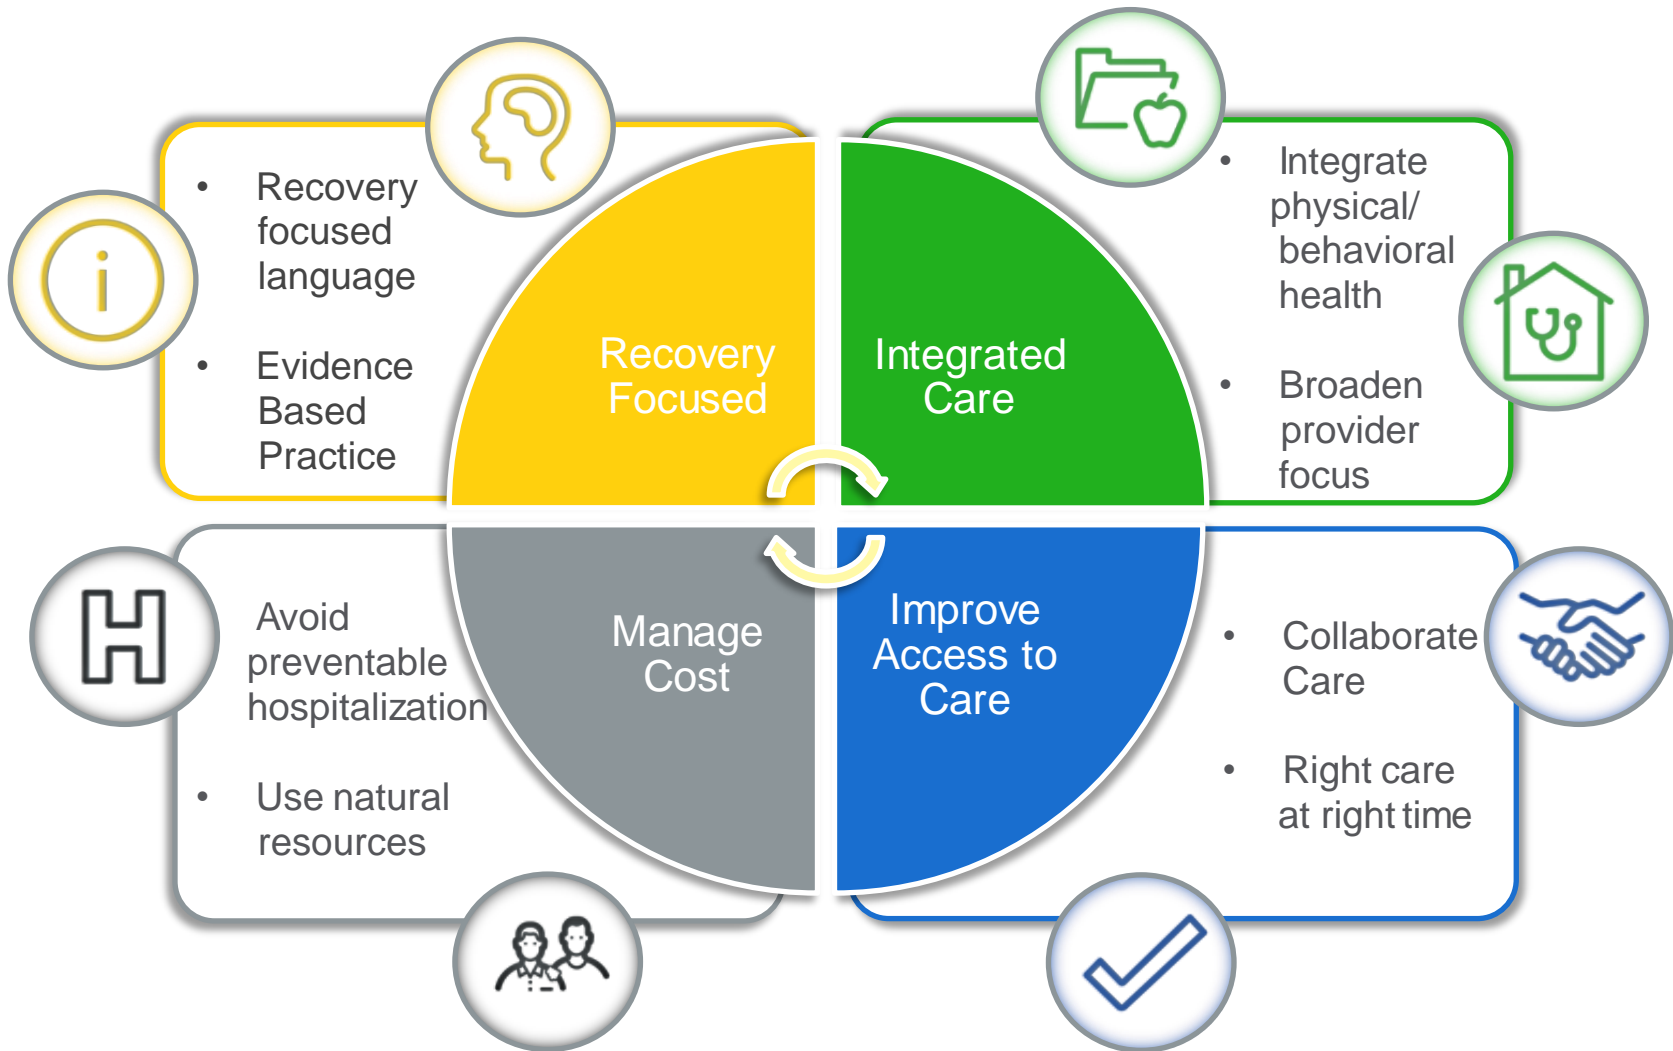 • Recovery
focused
language
• Evidence
Based
Practice
Recovery
Focused
Integrated
Care
• Integrate
physical/
behavioral
health
• Broaden
provider
focus
Avoid
preventable
hospitalization
• Use natural
resources
Manage
Cost
Improve
Access to
Care
• Collaborate
Care
• Right care
at right time
i
H